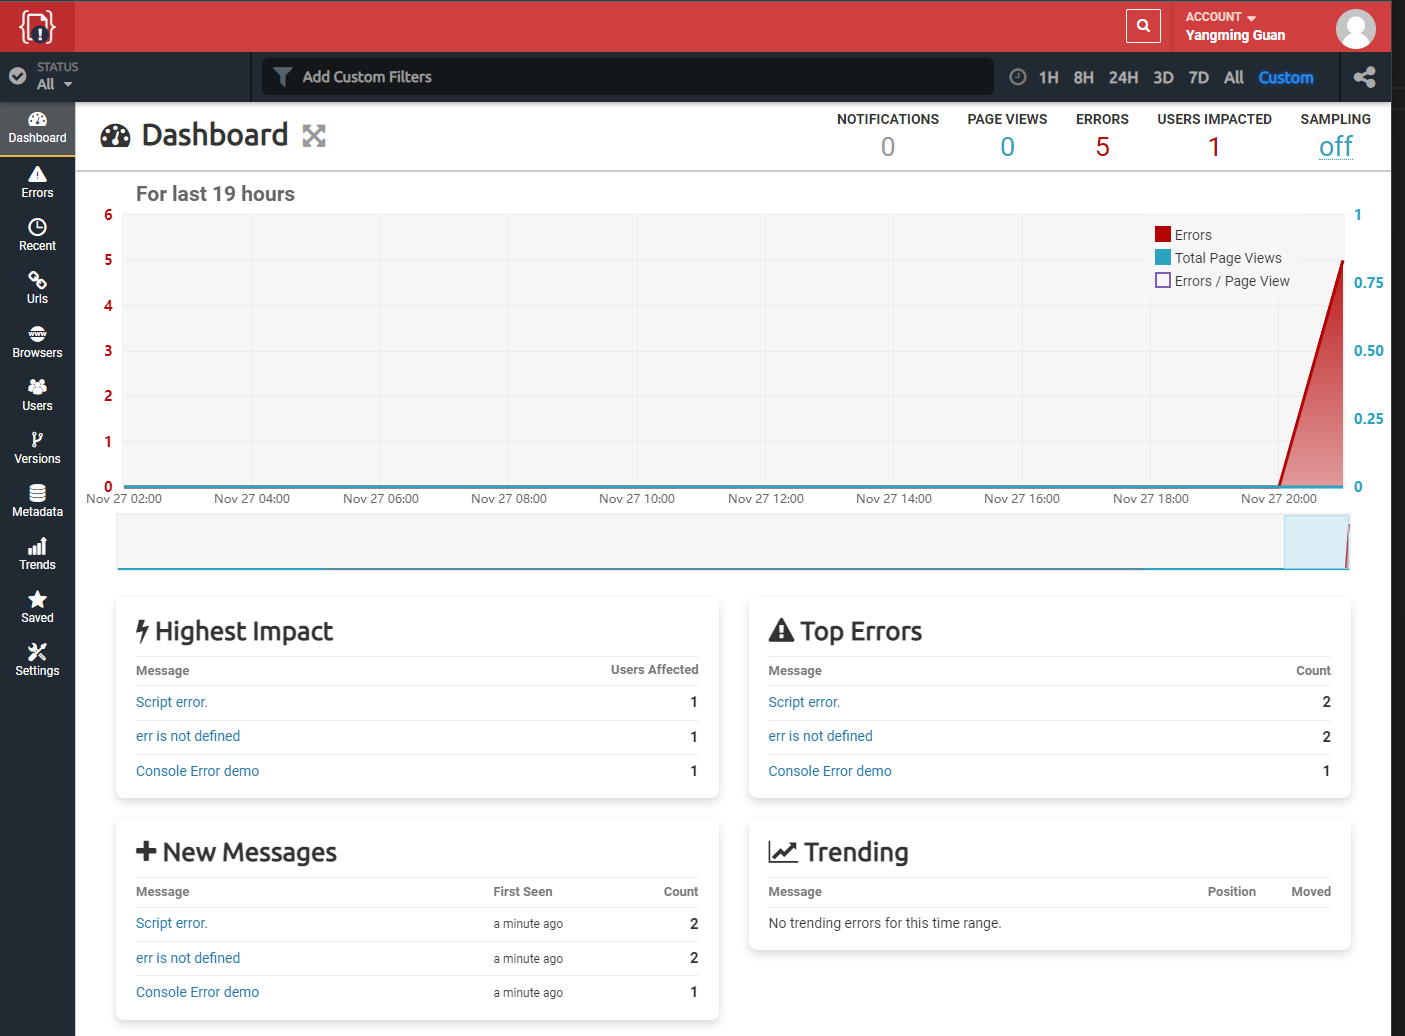 ACCOUNT
Yangming Guan
STATUS
All
Add Custom Filters
1H 8H 24H 3D 7D All Custom
Dashboard
Errors
Recent
Urls
www
Browsers
Users
Versions
Metadata
Trends
Saved
Settings
Dashboard
NOTIFICATIONS PAGE VIEWS ERRORS USERS IMPACTED SAMPLING
0 0 5 1 off
For last 19 hours
6
5
4
3
2
1
0
Errors
Total Page Views
Errors / Page View
1
0.75
0.50
0.25
0
Nov 27 02:00 Nov 27 04:00 Nov 27 06:00 Nov 27 08:00 Nov 27 10:00 Nov 27 12:00 Nov 27 14:00 Nov 27 16:00 Nov 27 18:00 Nov 27 20:00
Highest Impact
Message Users Affected
Script error. 1
err is not defined 1
Console Error demo 1
Top Errors
Message Count
Script error. 2
err is not defined 2
Console Error demo 1
New Messages
Message First Seen Count
Script error. a minute ago 2
err is not defined a minute ago 2
Console Error demo a minute ago 1
Trending
Message Position Moved
No trending errors for this time range.